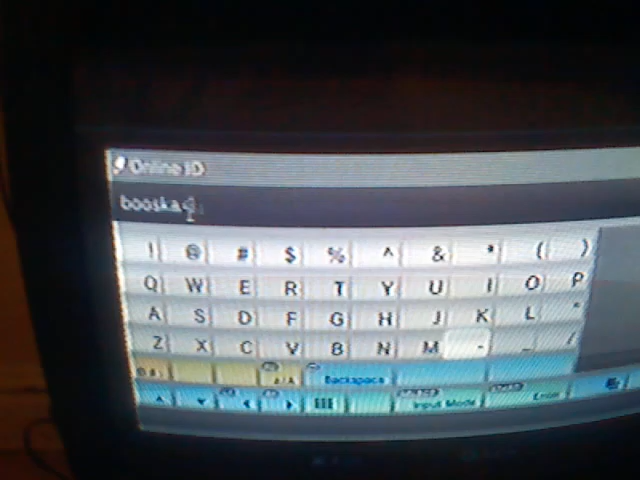 Online ID
booska
! @ # $ % ^ & * ( )
Q W E R T Y U I O P
A S D F G H J K L "
Z X C V B N M - _ /
Backspace
Input Mode Enter